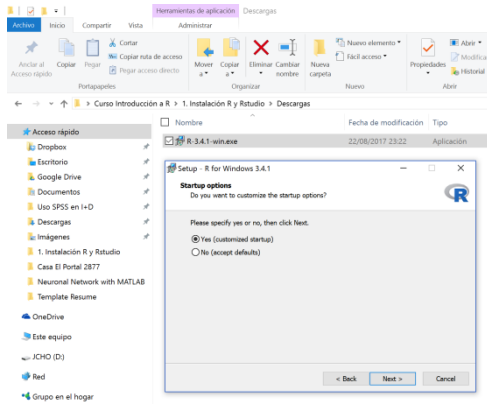 Herramientas de aplicación Descargas
Archivo Inicio Compartir Vista Administrar
Anclar al Acceso rápido
Copiar
Pegar
Cortar
Copiar ruta de acceso
Pegar acceso directo
Mover a
Copiar a
Eliminar
Cambiar nombre
Nueva carpeta
Nuevo elemento
Fácil acceso
Propiedades
Abrir
Modificar
Historial
Portapapeles Organizar Nuevo Abrir
Curso Introducción a R > 1. Instalación R y Rstudio > Descargas
Nombre Fecha de modificación Tipo
R-3.4.1-win.exe 22/08/2017 23:22 Aplicación
Acceso rápido
Dropbox
Escritorio
Google Drive
Documentos
Uso SPSS en I+D
Descargas
Imágenes
1. Instalación R y Rstudio
Casa El Portal 2877
Neuronal Network with MATLAB
Template Resume
OneDrive
Este equipo
JCHO (D:)
Red
Grupo en el hogar
Setup - R for Windows 3.4.1
Startup options
Do you want to customize the startup options?
R
Please specify yes or no, then click Next.
Yes (customized startup)
No (accept defaults)
< Back Next > Cancel